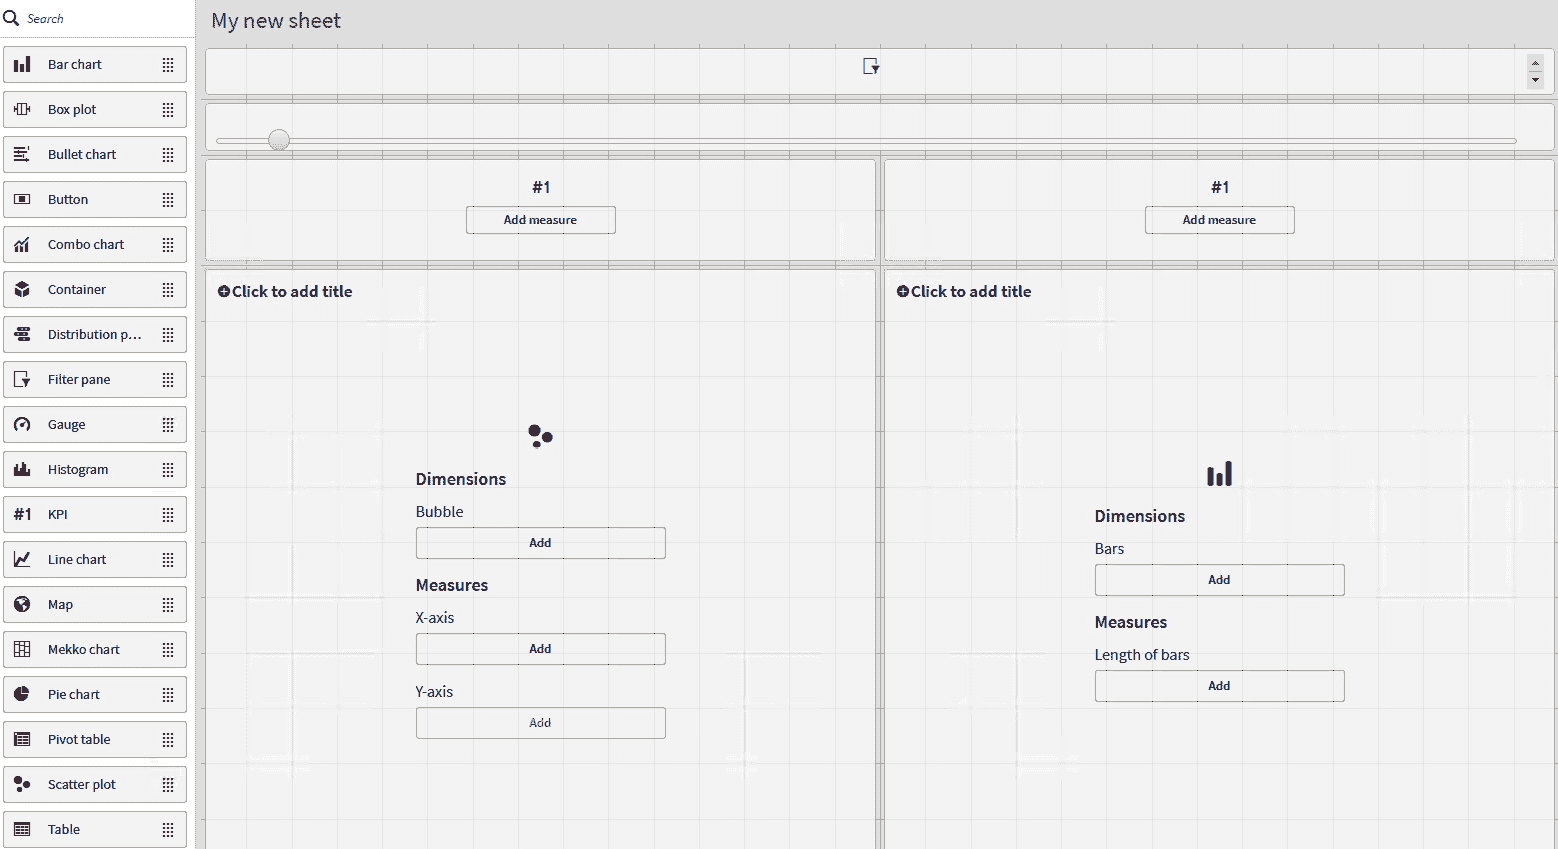 Search
Bar chart
Box plot
Bullet chart
Button
Combo chart
Container
Distribution p...
Filter pane
Gauge
Histogram
#1 KPI
Line chart
Map
Mekko chart
Pie chart
Pivot table
Scatter plot
Table
My new sheet
#1
Add measure
#1
Add measure
Click to add title
Dimensions
Bubble
Add
Measures
X-axis
Add
Y-axis
Add
Click to add title
Dimensions
Bars
Add
Measures
Length of bars
Add